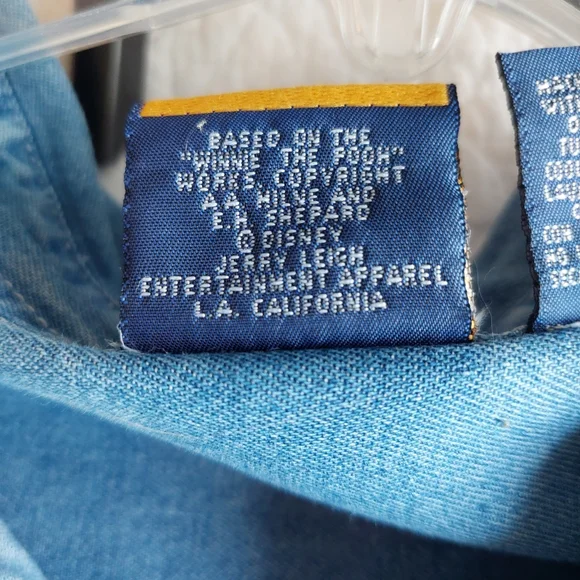 BASED ON THE
"WINNIE THE POOH"
WORKS, COPYRIGHT
A.A. MILNE AND
E.H. SHEPARD
© DISNEY
JERRY LEIGH
ENTERTAINMENT APPAREL
L.A. CALIFORNIA